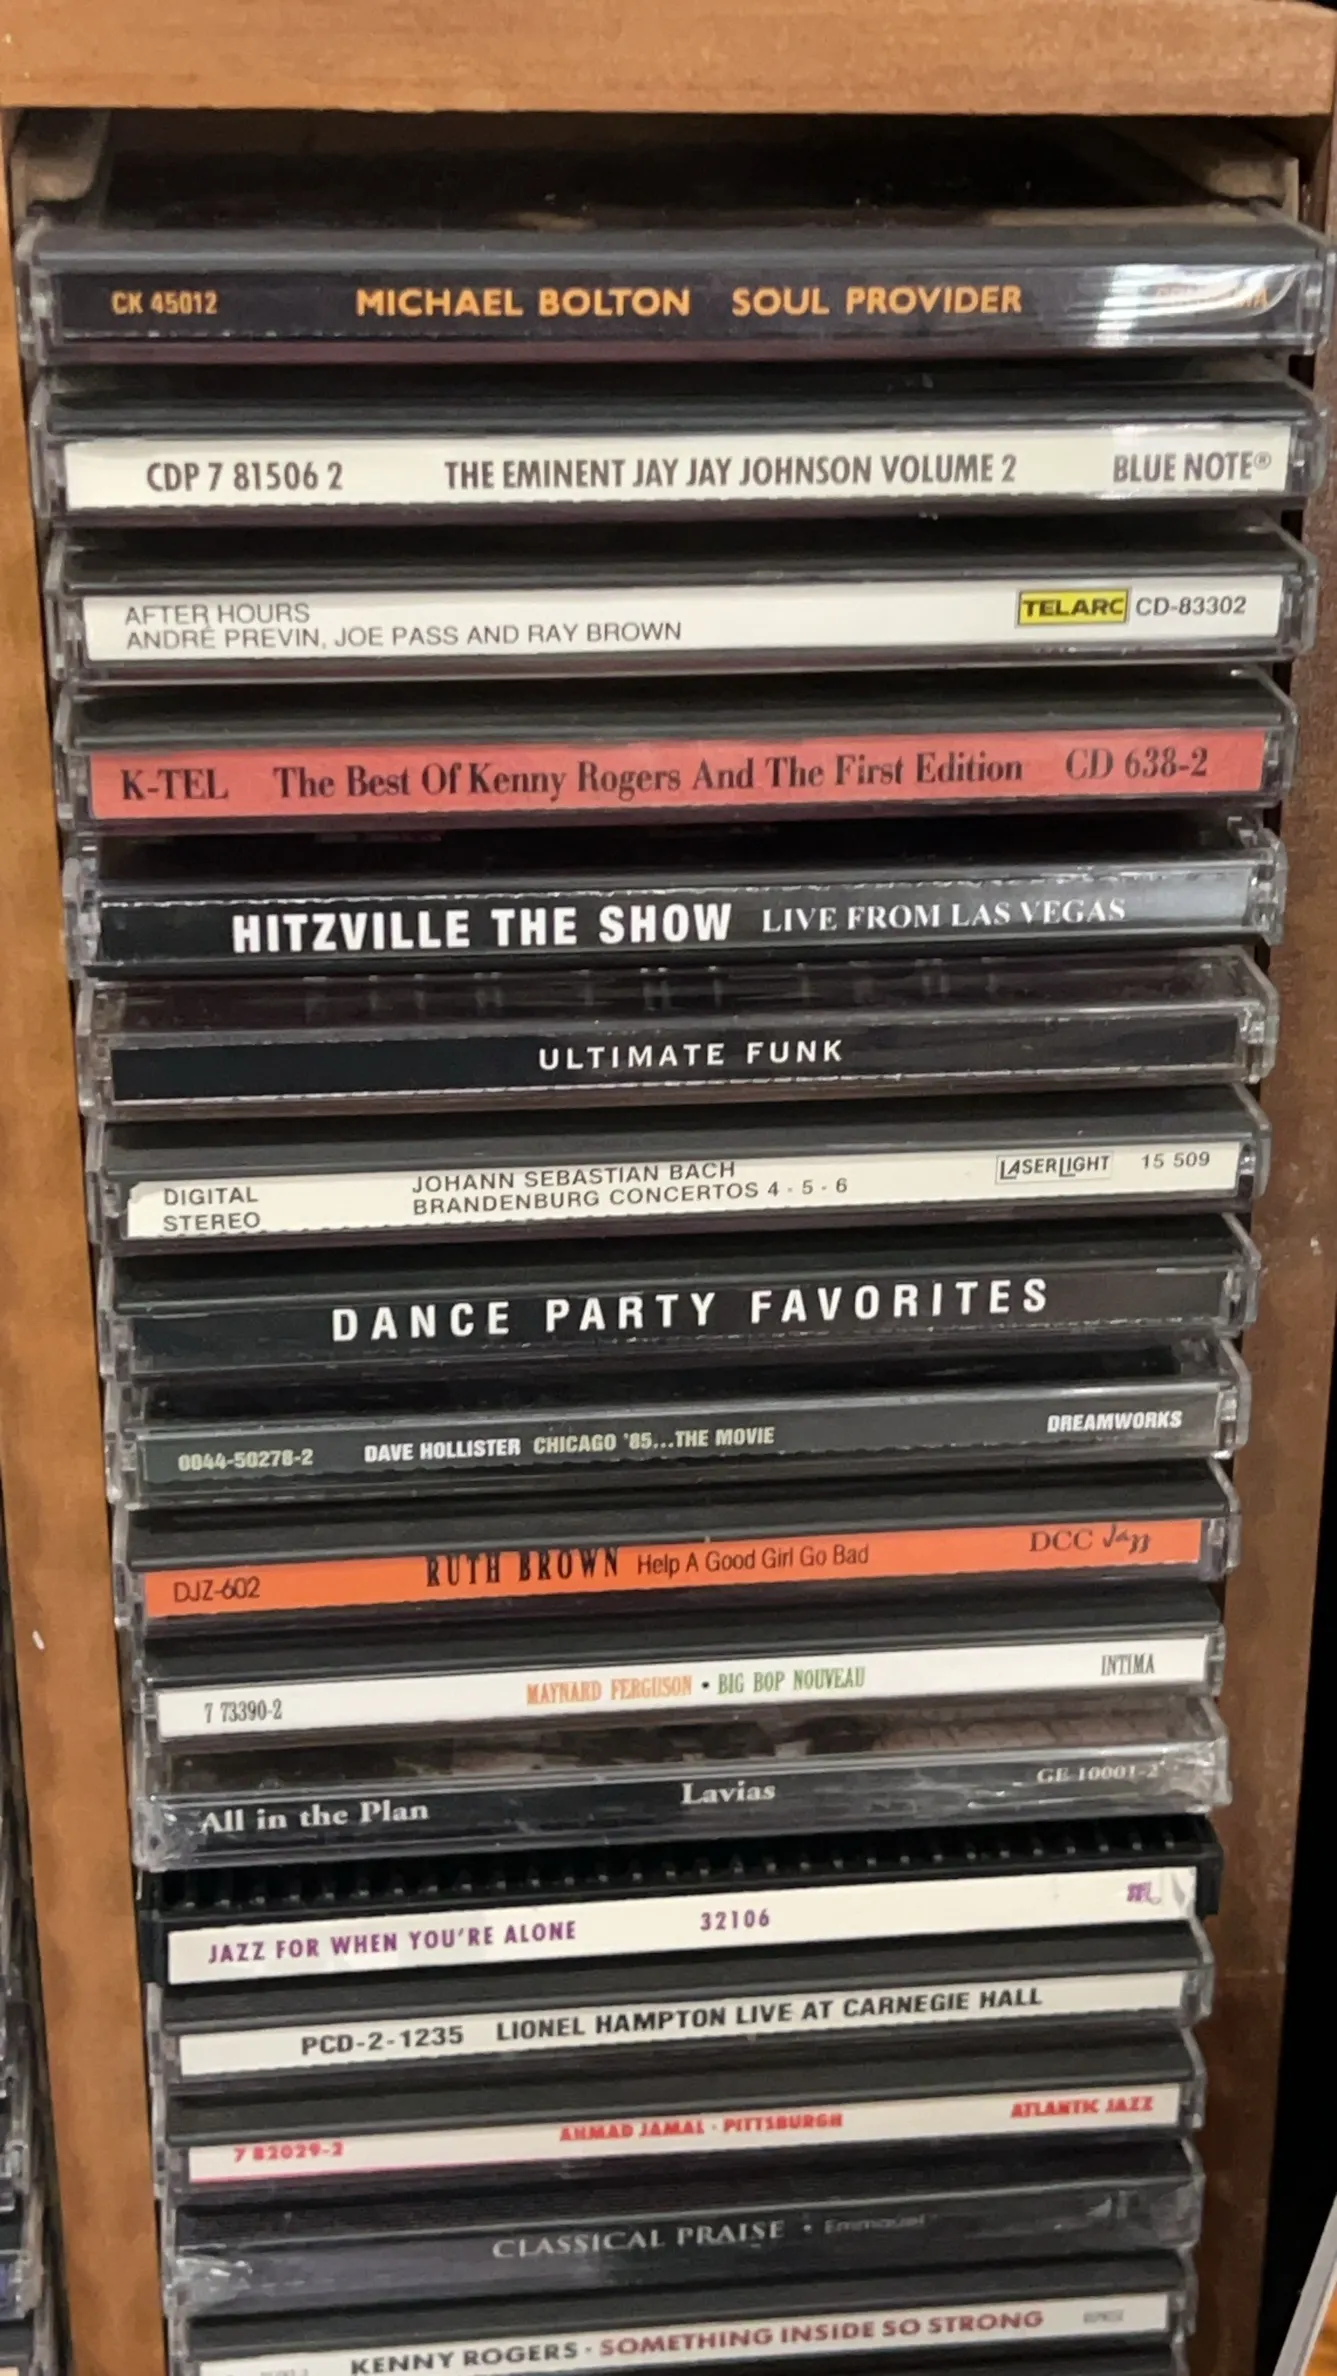 CK 45012 MICHAEL BOLTON SOUL PROVIDER
CDP 7 81506 2 THE EMINENT JAY JAY JOHNSON VOLUME 2 BLUE NOTE®
AFTER HOURS
ANDRÉ PREVIN, JOE PASS AND RAY BROWN
TELARC CD-83302
K-TEL The Best Of Kenny Rogers And The First Edition CD 638-2
HITZVILLE THE SHOW LIVE FROM LAS VEGAS
ULTIMATE FUNK
DIGITAL
STEREO
JOHANN SEBASTIAN BACH
BRANDENBURG CONCERTOS 4 · 5 · 6
LASERLIGHT 15 509
DANCE PARTY FAVORITES
0044-50278-2 DAVE HOLLISTER CHICAGO '85...THE MOVIE DREAMWORKS
DJZ-602 RUTH BROWN Help A Good Girl Go Bad DCC Jazz
7 73390-2 MAYNARD FERGUSON • BIG BOP NOUVEAU INTIMA
All in the Plan Lavias GE 10001-2
JAZZ FOR WHEN YOU'RE ALONE 32106
PCD-2-1235 LIONEL HAMPTON LIVE AT CARNEGIE HALL
7 82029-2 AHMAD JAMAL · PITTSBURGH ATLANTIC JAZZ
CLASSICAL PRAISE • Emmanuel
KENNY ROGERS · SOMETHING INSIDE SO STRONG